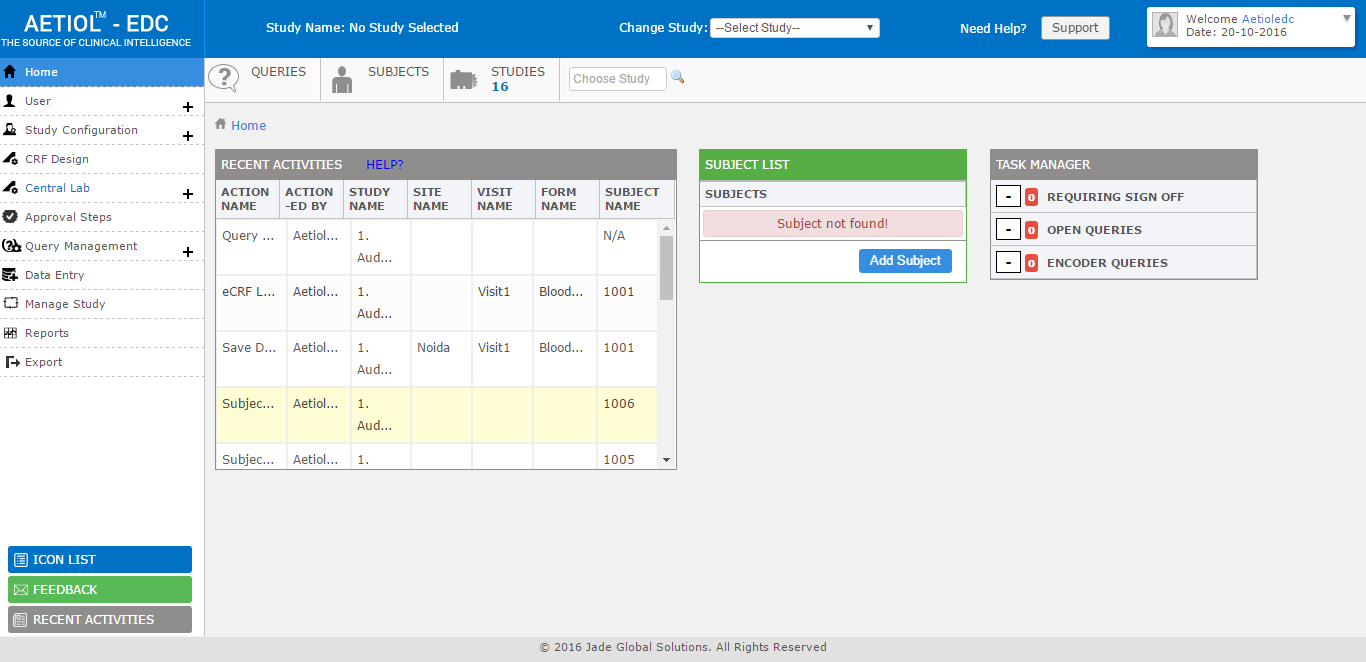 AETIOL™ - EDC
THE SOURCE OF CLINICAL INTELLIGENCE
Study Name: No Study Selected
Change Study: --Select Study--
Need Help?
Support
Welcome Aetioledc
Date: 20-10-2016
Home
User
Study Configuration
CRF Design
Central Lab
Approval Steps
Query Management
Data Entry
Manage Study
Reports
Export
ICON LIST
FEEDBACK
RECENT ACTIVITIES
QUERIES
SUBJECTS
STUDIES
16
Choose Study
Home
RECENT ACTIVITIES HELP?
ACTION NAME ACTION -ED BY STUDY NAME SITE NAME VISIT NAME FORM NAME SUBJECT NAME
Query ... Aetiol... 1. N/A
Aud...
eCRF L... Aetiol... 1. Visit1 Blood... 1001
Aud...
Save D... Aetiol... 1. Noida Visit1 Blood... 1001
Aud...
Subjec... Aetiol... 1. 1006
Aud...
Subjec... Aetiol... 1. 1005
SUBJECT LIST
SUBJECTS
Subject not found!
Add Subject
TASK MANAGER
- 0 REQUIRING SIGN OFF
- 0 OPEN QUERIES
- 0 ENCODER QUERIES
© 2016 Jade Global Solutions. All Rights Reserved